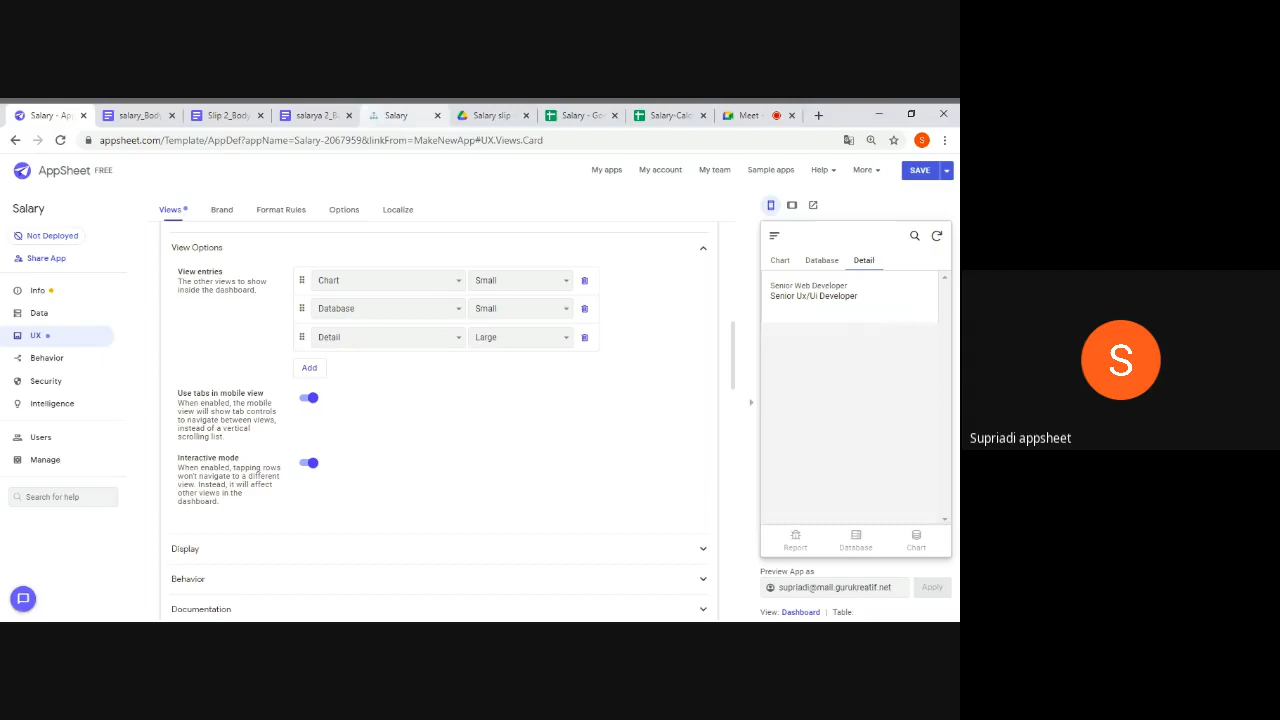 Salary - App
salary_Body
Slip 2_Body
salarya 2_B
Salary
Salary slip -
Salary - Goo
Salary-Calc
Meet -
S
appsheet.com/Template/AppDef?appName=Salary-2067959&linkFrom=MakeNewApp#UX.Views.Card
S
AppSheet FREE
My apps
My account
My team
Sample apps
Help
More
SAVE
Salary
Not Deployed
Share App
Info
Data
UX
Behavior
Security
Intelligence
Users
Manage
Search for help
Views
Brand
Format Rules
Options
Localize
View Options
View entries
The other views to show
inside the dashboard.
Chart Small
Database Small
Detail Large
Add
Use tabs in mobile view
When enabled, the mobile
view will show tab controls
to navigate between views,
instead of a vertical
scrolling list.
Interactive mode
When enabled, tapping rows
won't navigate to a different
view. Instead, it will affect
other views in the
dashboard.
Display
Behavior
Documentation
Chart Database Detail
Senior Web Developer
Senior Ux/Ui Developer
Report Database Chart
Preview App as
supriadi@mail.gurukreatif.net
Apply
View: Dashboard | Table:
S
Supriadi appsheet